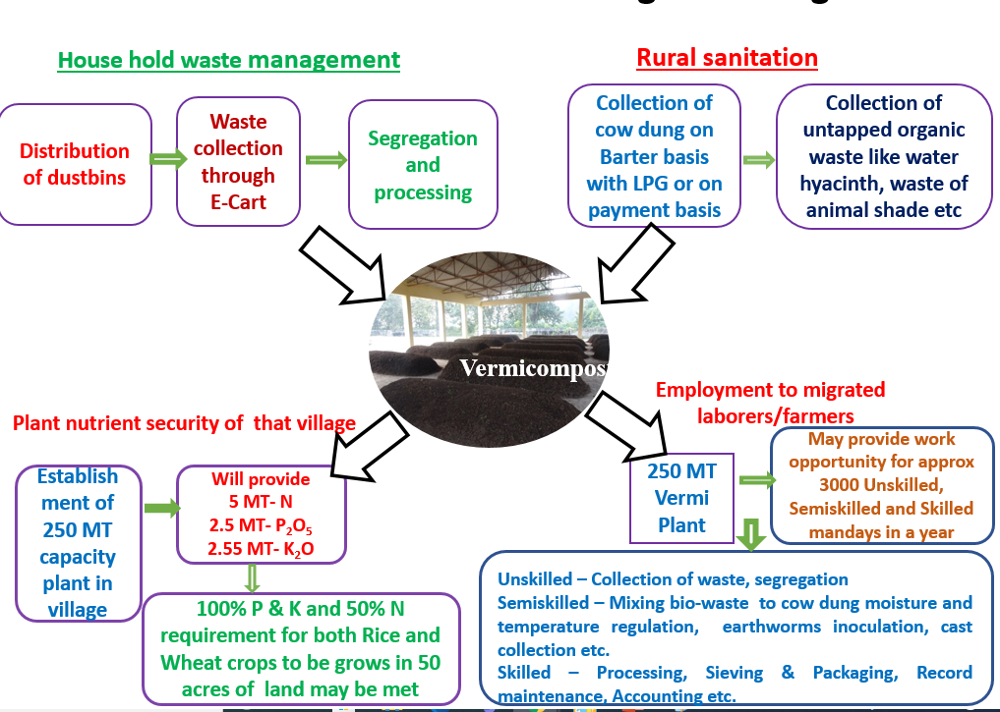 House hold waste management
Distribution
of dustbins
Waste
collection
through
E-Cart
Segregation
and
processing
Rural sanitation
Collection of
cow dung on
Barter basis
with LPG or on
payment basis
Collection of
untapped organic
waste like water
hyacinth, waste of
animal shade etc
Vermicompos
Plant nutrient security of that village
Establish
ment of
250 MT
capacity
plant in
village
Will provide
5 MT- N
2.5 MT- P₂O₅
2.55 MT- K₂O
100% P & K and 50% N
requirement for both Rice and
Wheat crops to be grows in 50
acres of land may be met
Employment to migrated
laborers/farmers
250 MT
Vermi
Plant
May provide work
opportunity for approx
3000 Unskilled,
Semiskilled and Skilled
mandays in a year
Unskilled – Collection of waste, segregation
Semiskilled – Mixing bio-waste to cow dung moisture and
temperature regulation, earthworms inoculation, cast
collection etc.
Skilled – Processing, Sieving & Packaging, Record
maintenance, Accounting etc.